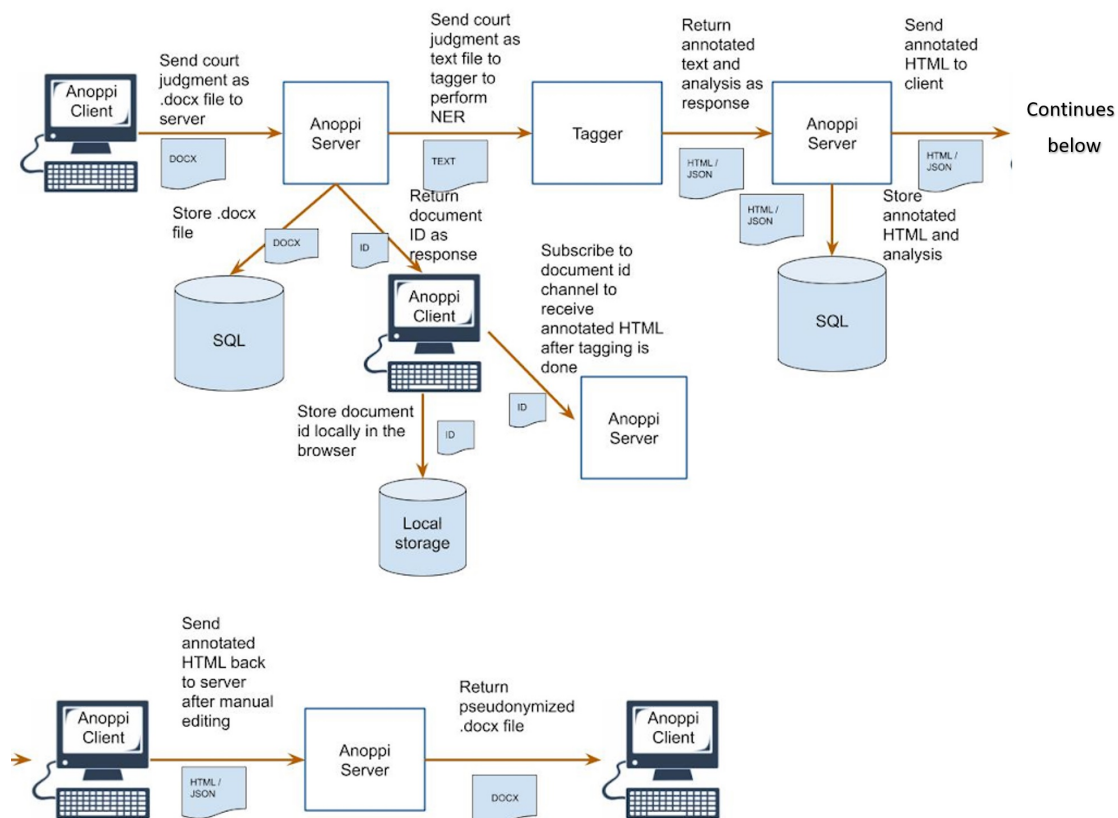 Send court
judgment as
.docx file to
server
Send court
judgment as
text file to
tagger to
perform
NER
Return
annotated
text and
analysis as
response
Send
annotated
HTML to
client
Anoppi
Client
Anoppi
Server
Tagger
Anoppi
Server
Continues
below
DOCX
TEXT
HTML /
JSON
HTML /
JSON
HTML /
JSON
Store .docx
file
DOCX
ID
Return
document
ID as
response
Store
annotated
HTML and
analysis
Subscribe to
document id
channel to
receive
annotated HTML
after tagging is
done
SQL
Anoppi
Client
SQL
ID
Anoppi
Server
Store document
id locally in the
browser
ID
Local
storage
Send
annotated
HTML back
to server
after manual
editing
Return
pseudonymized
.docx file
Anoppi
Client
Anoppi
Server
Anoppi
Client
HTML /
JSON
DOCX